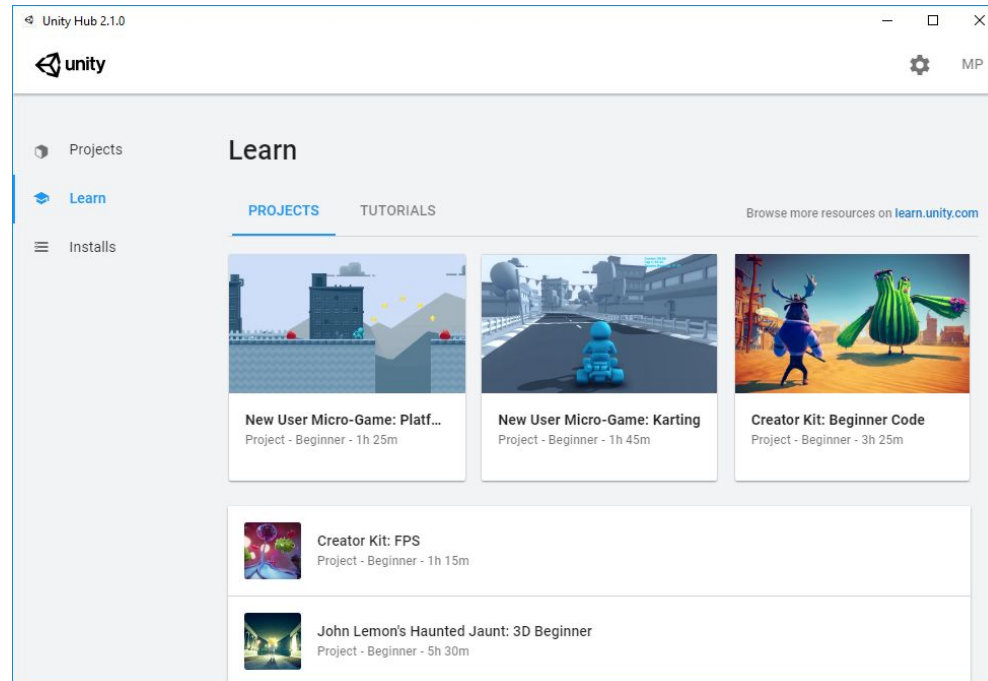 Unity Hub 2.1.0
unity
MP
Projects
Learn
Installs
Learn
PROJECTS TUTORIALS
Browse more resources on learn.unity.com
New User Micro-Game: Platf...
Project - Beginner - 1h 25m
New User Micro-Game: Karting
Project - Beginner - 1h 45m
Creator Kit: Beginner Code
Project - Beginner - 3h 25m
Creator Kit: FPS
Project - Beginner - 1h 15m
John Lemon's Haunted Jaunt: 3D Beginner
Project - Beginner - 5h 30m